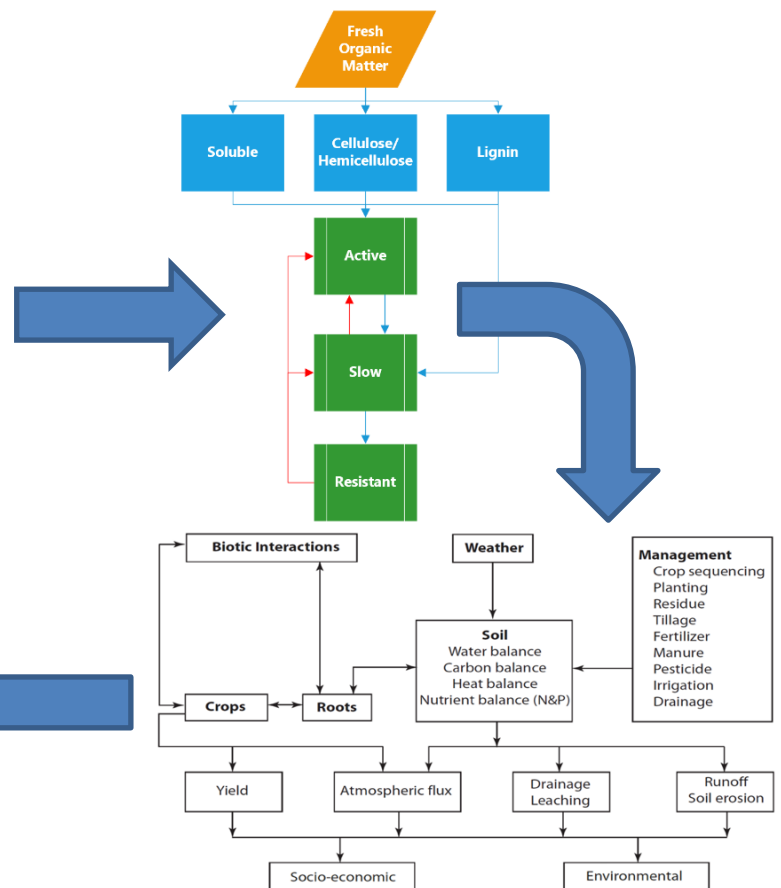 Fresh
Organic
Matter
Soluble
Cellulose/
Hemicellulose
Lignin
Active
Slow
Resistant
Biotic Interactions
Weather
Management
Crop sequencing
Planting
Residue
Tillage
Fertilizer
Manure
Pesticide
Irrigation
Drainage
Soil
Water balance
Carbon balance
Heat balance
Nutrient balance (N&P)
Crops
Roots
Yield
Atmospheric flux
Drainage
Leaching
Runoff
Soil erosion
Socio-economic
Environmental